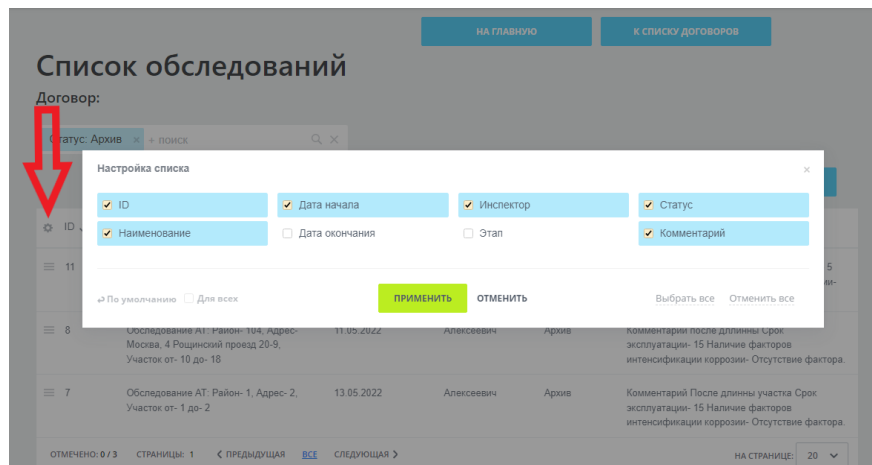 НА ГЛАВНУЮ
К СПИСКУ ДОГОВОРОВ
Список обследований
Договор:
Статус: Архив × + поиск
Настройка списка
ID
Дата начала
Инспектор
Статус
Наименование
Дата окончания
Этап
Комментарий
По умолчанию
Для всех
ПРИМЕНИТЬ
ОТМЕНИТЬ
Выбрать все
Отменить все
ID
11
5
8
Обследование АТ: Район- 104, Адрес-
Москва, 4 Рощинский проезд 20-
9,
Участок от- 10 до- 18
11.05.2022
Алексеевич
Архив
Комментарий После длинны Срок
эксплуатации- 15 Наличие факторов
интенсификации коррозии- Отсутствие фактора.
7
Обследование АТ: Район- 1, Адрес- 2,
Участок от- 1 до- 2
13.05.2022
Алексеевич
Архив
Комментарий После длинны участка Срок
эксплуатации- 15 Наличие факторов
интенсификации коррозии- Отсутствие фактора.
ОТМЕЧЕНО: 0 / 3
СТРАНИЦЫ: 1
ПРЕДЫДУЩАЯ
ВСЕ
СЛЕДУЮЩАЯ
НА СТРАНИЦЕ: 20